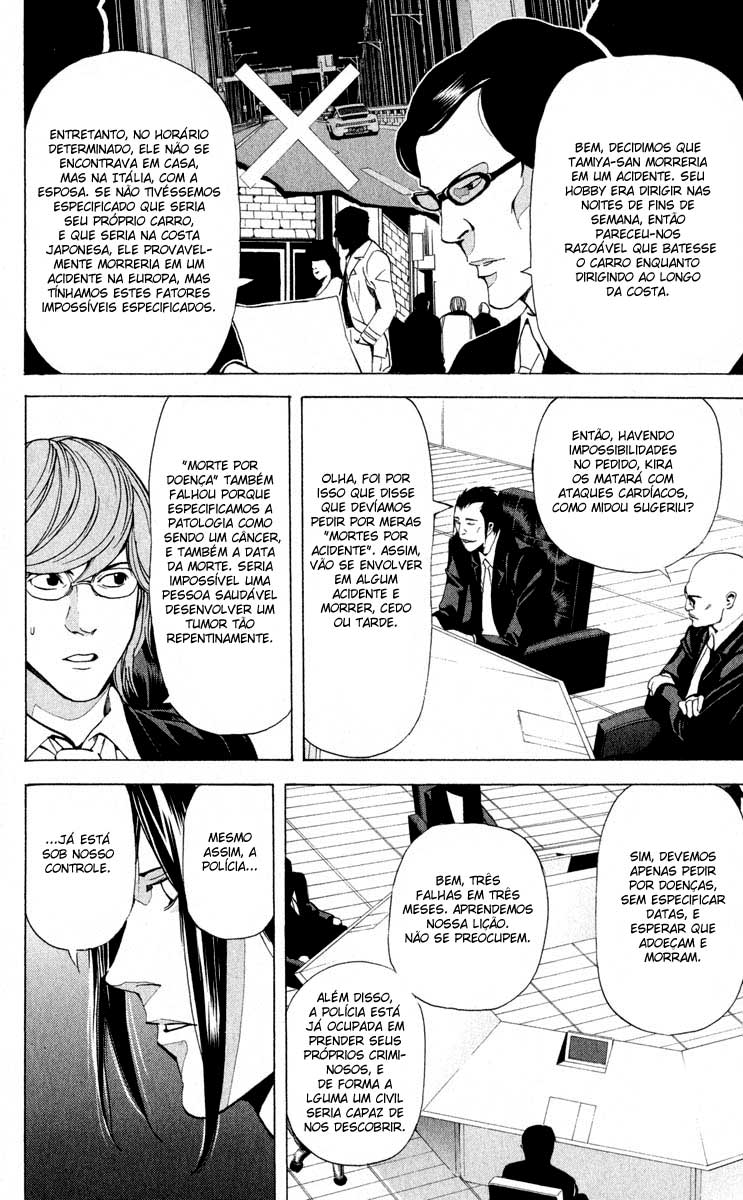 BEM, DECIDIMOS QUE
TAMIYA-SAN MORRERIA
EM UM ACIDENTE. SEU
HOBBY ERA DIRIGIR NAS
NOITES DE FINS DE
SEMANA, ENTÃO
PARECEU-NOS
RAZOÁVEL QUE BATESSE
O CARRO ENQUANTO
DIRIGINDO AO LONGO
DA COSTA.
ENTRETANTO, NO HORÁRIO
DETERMINADO, ELE NÃO SE
ENCONTRAVA EM CASA,
MAS NA ITÁLIA, COM A
ESPOSA. SE NÃO TIVÉSSEMOS
ESPECIFICADO QUE SERIA
SEU PRÓPRIO CARRO,
E QUE SERIA NA COSTA
JAPONESA, ELE PROVAVEL-
MENTE MORRERIA EM UM
ACIDENTE NA EUROPA, MAS
TÍNHAMOS ESTES FATORES
IMPOSSÍVEIS ESPECIFICADOS.
ENTÃO, HAVENDO
IMPOSSIBILIDADES
NO PEDIDO, KIRA
OS MATARÁ COM
ATAQUES CARDÍACOS,
COMO MIDOU SUGERIU?
OLHA, FOI POR
ISSO QUE DISSE
QUE DEVÍAMOS
PEDIR POR MERAS
"MORTES POR
ACIDENTE". ASSIM,
VÃO SE ENVOLVER
EM ALGUM
ACIDENTE E
MORRER, CEDO
OU TARDE.
"MORTE POR
DOENÇA" TAMBÉM
FALHOU PORQUE
ESPECIFICAMOS A
PATOLOGIA COMO
SENDO UM CÂNCER,
E TAMBÉM A DATA
DA MORTE. SERIA
IMPOSSÍVEL UMA
PESSOA SAUDÁVEL
DESENVOLVER UM
TUMOR TÃO
REPENTINAMENTE.
SIM, DEVEMOS
APENAS PEDIR
POR DOENÇAS,
SEM ESPECIFICAR
DATAS, E
ESPERAR QUE
ADOEÇAM E
MORRAM.
BEM, TRÊS
FALHAS EM TRÊS
MESES. APRENDEMOS
NOSSA LIÇÃO.
NÃO SE PREOCUPEM.
ALÉM DISSO,
A POLÍCIA ESTÁ
JÁ OCUPADA EM
PRENDER SEUS
PRÓPRIOS CRIMI-
NOSOS, E
DE FORMA A
LGUMA UM CIVIL
SERIA CAPAZ DE
NOS DESCOBRIR.
MESMO
ASSIM, A
POLÍCIA...
...JÁ ESTÁ
SOB NOSSO
CONTROLE.